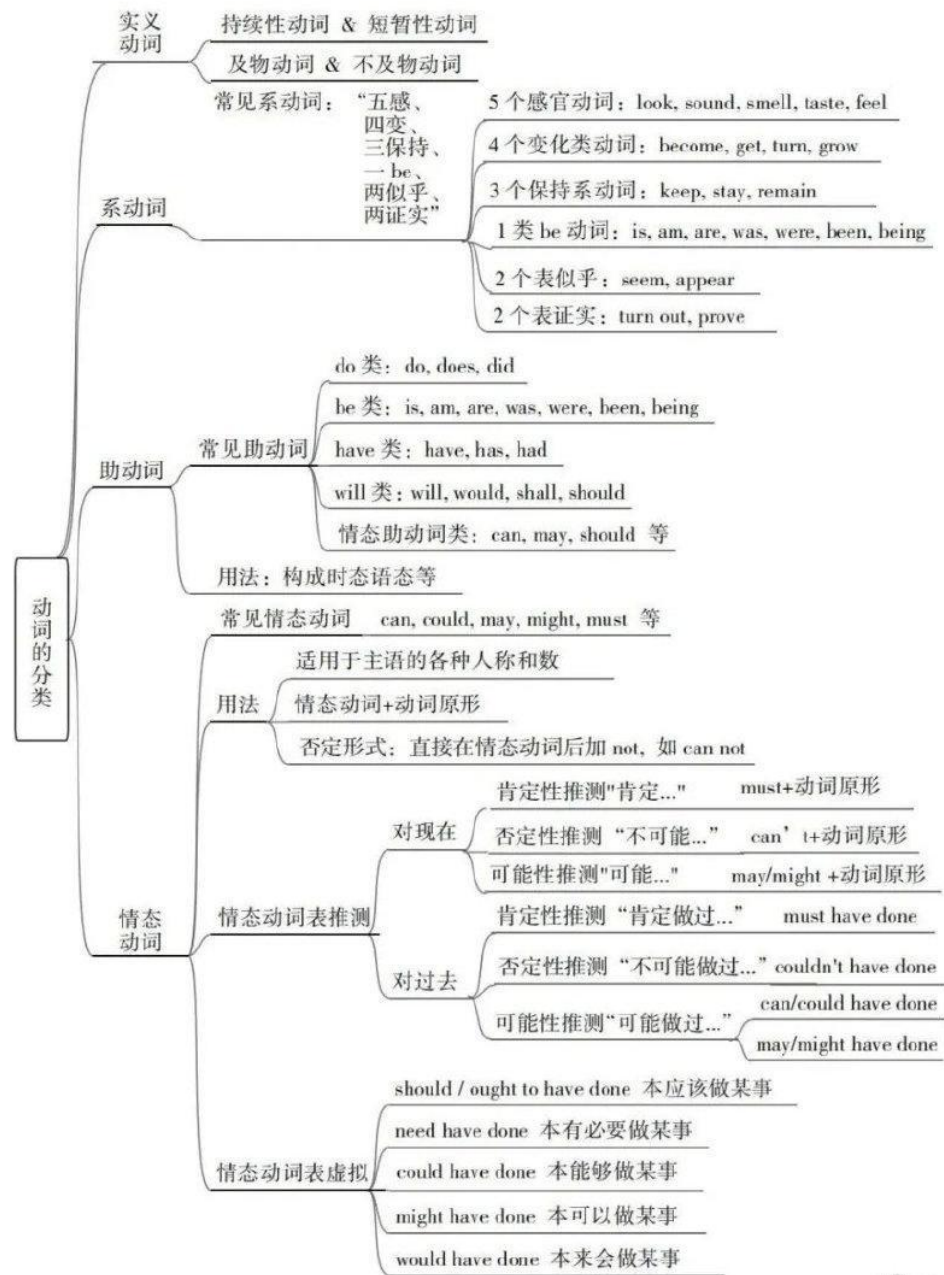 动词的分类
实义
动词
持续性动词 & 短暂性动词
及物动词 & 不及物动词
系动词
常见系动词：“五感、
四变、
三保持、
一 be、
两似乎、
两证实”
5 个感官动词：look, sound, smell, taste, feel
4 个变化类动词：become, get, turn, grow
3 个保持系动词：keep, stay, remain
1 类 be 动词：is, am, are, was, were, been, being
2 个表似乎：seem, appear
2 个表证实：turn out, prove
助动词
常见助动词
do 类：do, does, did
be 类：is, am, are, was, were, been, being
have 类：have, has, had
will 类：will, would, shall, should
情态助动词类：can, may, should 等
用法：构成时态语态等
情态
动词
常见情态动词 can, could, may, might, must 等
用法
适用于主语的各种人称和数
情态动词+动词原形
否定形式：直接在情态动词后加 not, 如 can not
情态动词表推测
对现在
肯定性推测"肯定..." must+动词原形
否定性推测“不可能...” can’t+动词原形
可能性推测"可能..." may/might +动词原形
对过去
肯定性推测“肯定做过...” must have done
否定性推测“不可能做过...” couldn't have done
可能性推测“可能做过...”
can/could have done
may/might have done
情态动词表虚拟
should / ought to have done 本应该做某事
need have done 本有必要做某事
could have done 本能够做某事
might have done 本可以做某事
would have done 本来会做某事